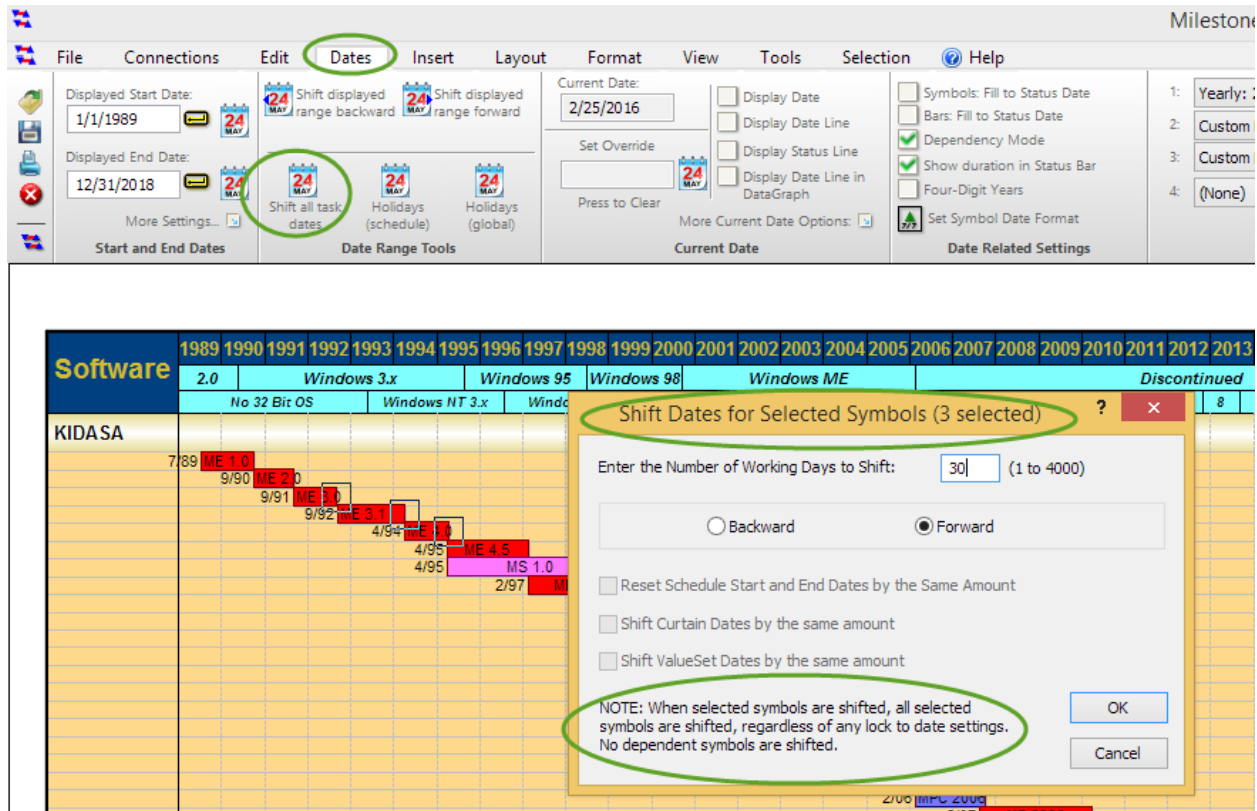 Milestone
File Connections Edit Dates Insert Layout Format View Tools Selection Help
Displayed Start Date:
1/1/1989
Displayed End Date:
12/31/2018
More Settings...
Start and End Dates
24 MAY
Shift displayed
range backward
Shift displayed
range forward
Shift all task
dates
Holidays
(schedule)
Holidays
(global)
Date Range Tools
Current Date:
2/25/2016
Set Override
Press to Clear
Display Date
Display Date Line
Display Status Line
Display Date Line in
DataGraph
More Current Date Options:
Current Date
Symbols: Fill to Status Date
Bars: Fill to Status Date
Dependency Mode
Show duration in Status Bar
Four-Digit Years
Set Symbol Date Format
Date Related Settings
1: Yearly: 2
2: Custom
3: Custom
4: (None)
Software
1989 1990 1991 1992 1993 1994 1995 1996 1997 1998 1999 2000 2001 2002 2003 2004 2005 2006 2007 2008 2009 2010 2011 2012 2013
2.0 Windows 3.x Windows 95 Windows 98 Windows ME Discontinued
No 32 Bit OS Windows NT 3.x Windo 8
KIDASA
7/89 ME 1.0
9/90 ME 2.0
9/91 ME 3.0
9/92 ME 3.1
4/94 ME 4.0
4/95 ME 4.5
4/95 MS 1.0
2/97 M
Shift Dates for Selected Symbols (3 selected) ?
Enter the Number of Working Days to Shift: 30 (1 to 4000)
Backward Forward
Reset Schedule Start and End Dates by the Same Amount
Shift Curtain Dates by the same amount
Shift ValueSet Dates by the same amount
NOTE: When selected symbols are shifted, all selected
symbols are shifted, regardless of any lock to date settings.
No dependent symbols are shifted.
OK
Cancel
2/06 MPC 2006